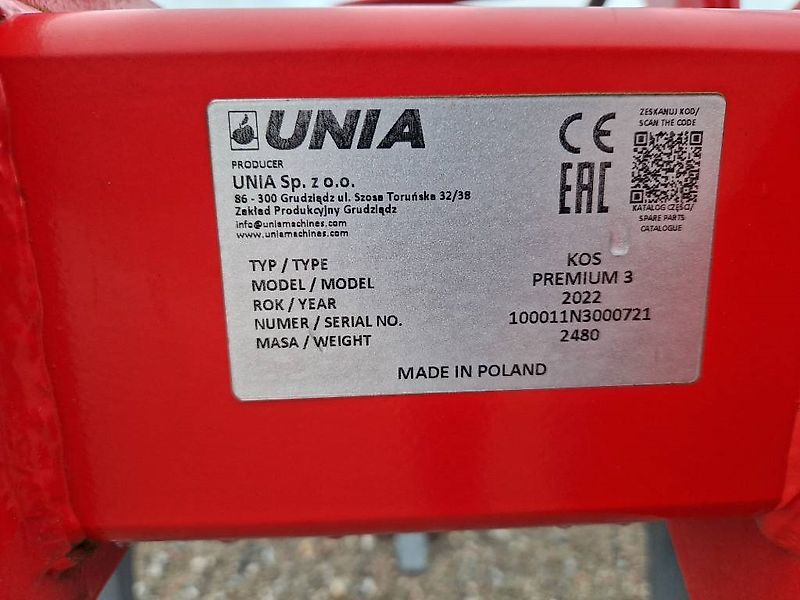 UNIA
CE
EAC
ZESKANUJ KOD/
SCAN THE CODE
KATALOG CZĘŚCI/
SPARE PARTS
CATALOGUE
PRODUCER
UNIA Sp. z o.o.
86 - 300 Grudziądz ul. Szosa Toruńska 32/38
Zakład Produkcyjny Grudziądz
info@uniamachines.com
www.uniamachines.com
TYP / TYPE KOS
MODEL / MODEL PREMIUM 3
ROK / YEAR 2022
NUMER / SERIAL NO. 100011N3000721
MASA / WEIGHT 2480
MADE IN POLAND